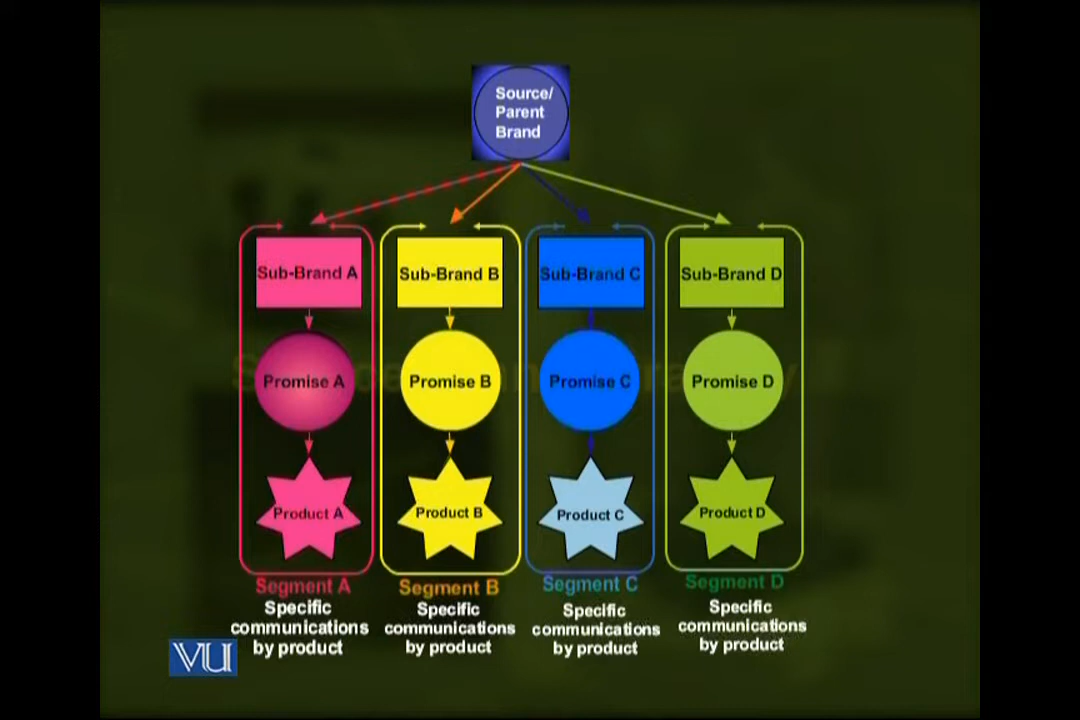 Source/
Parent
Brand
Sub-Brand A
Sub-Brand B
Sub-Brand C
Sub-Brand D
Promise A
Promise B
Promise C
Promise D
Product A
Product B
Product C
Product D
Segment A
Segment B
Segment C
Segment D
Specific
communications
by product
Specific
communications
by product
Specific
communications
by product
Specific
communications
by product
VU